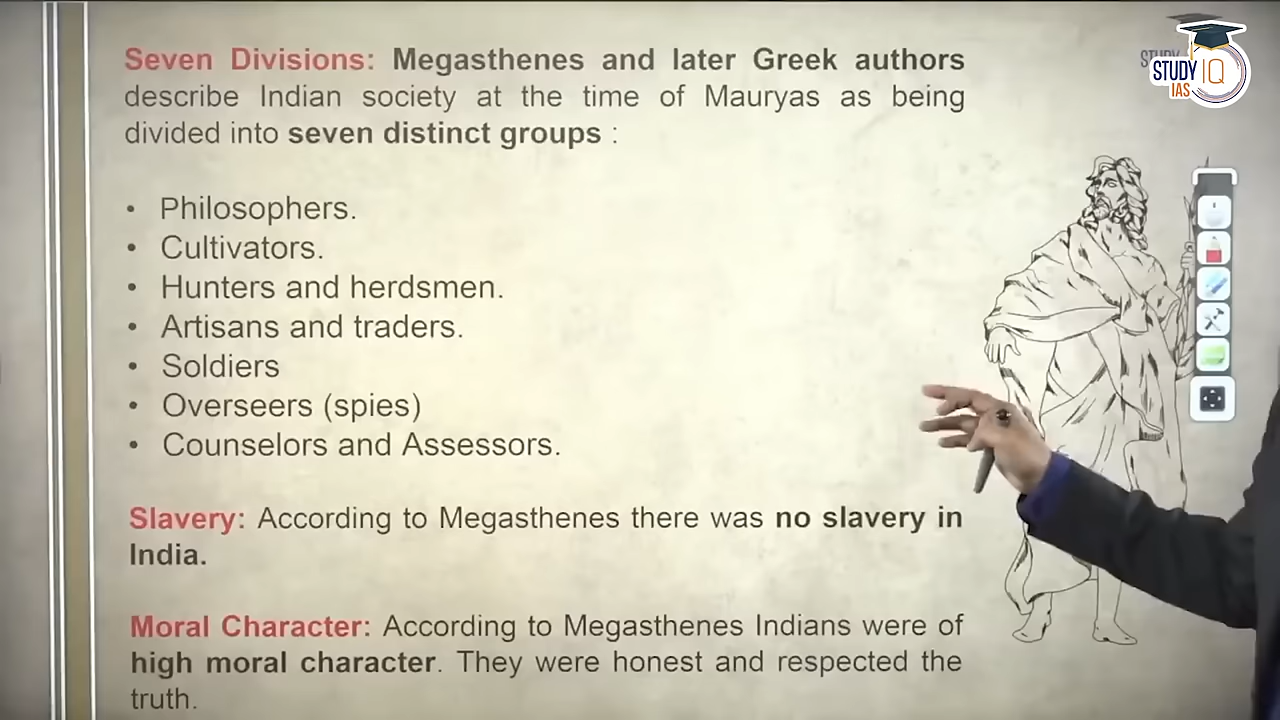 Seven Divisions: Megasthenes and later Greek authors
describe Indian society at the time of Mauryas as being
divided into seven distinct groups :
• Philosophers.
• Cultivators.
• Hunters and herdsmen.
• Artisans and traders.
• Soldiers
• Overseers (spies)
• Counselors and Assessors.
Slavery: According to Megasthenes there was no slavery in
India.
Moral Character: According to Megasthenes Indians were of
high moral character. They were honest and respected the
truth.
STUDY IQ
IAS